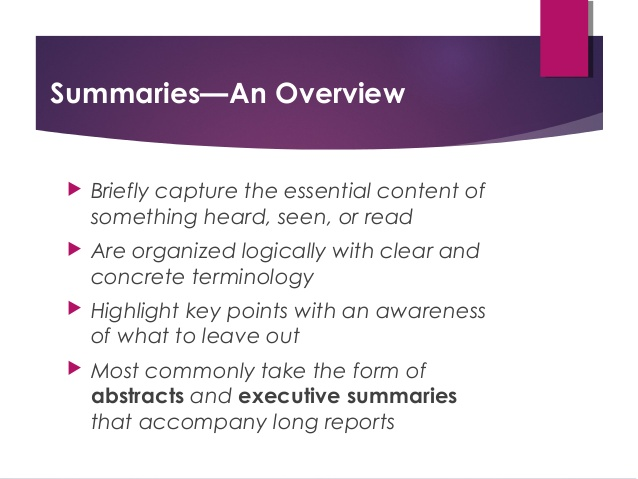 Summaries—An Overview
Briefly capture the essential content of
something heard, seen, or read
Are organized logically with clear and
concrete terminology
Highlight key points with an awareness
of what to leave out
Most commonly take the form of
abstracts and executive summaries
that accompany long reports